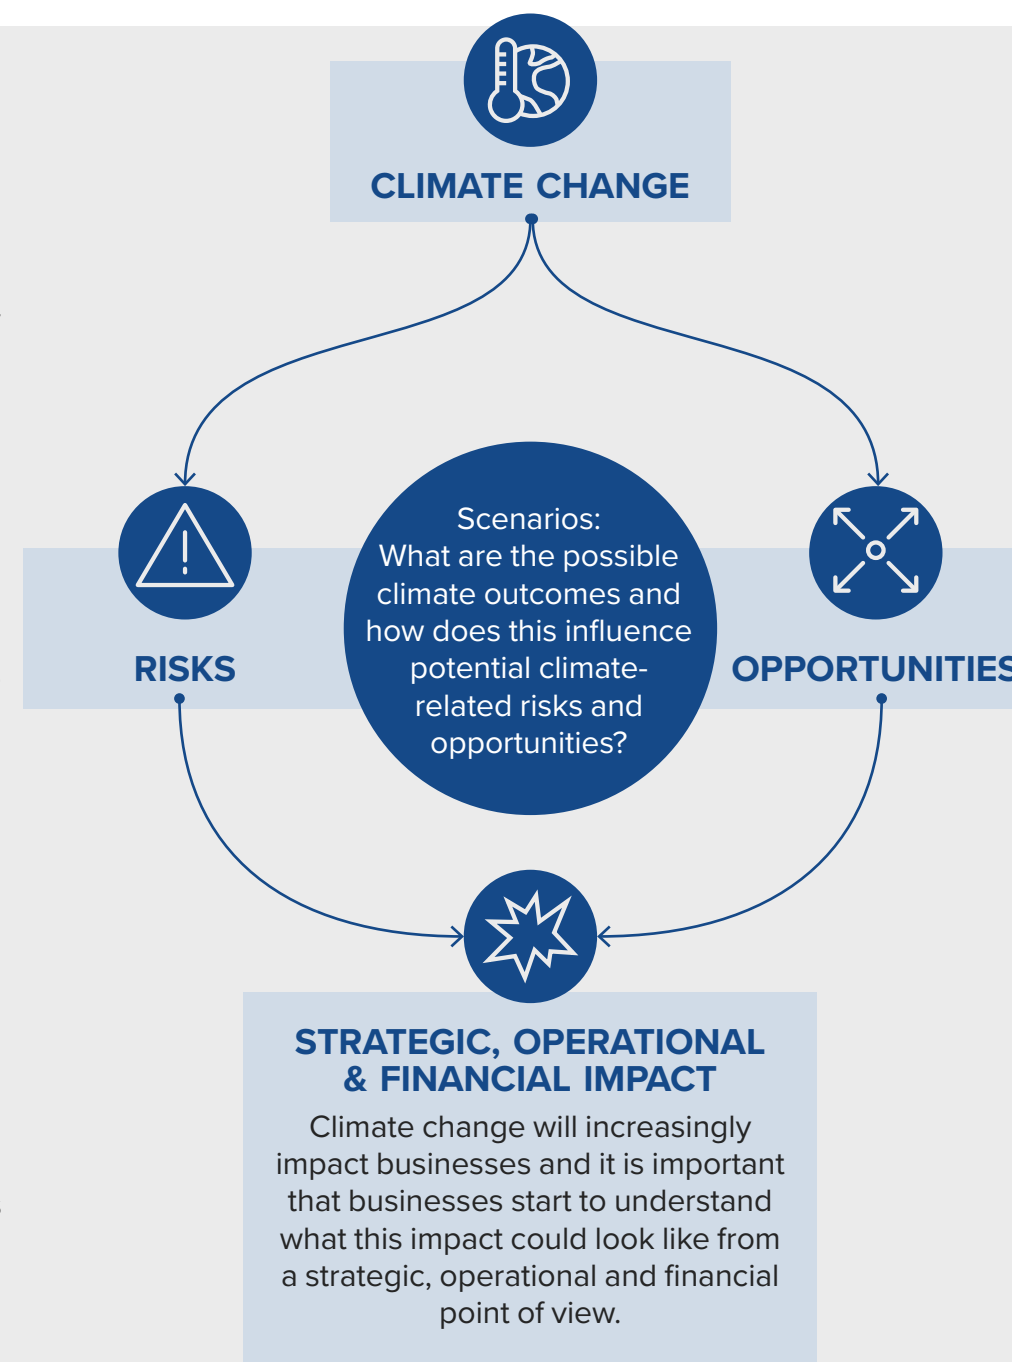 CLIMATE CHANGE
Scenarios:
What are the possible
climate outcomes and
how does this influence
potential climate-
related risks and
opportunities?
RISKS
OPPORTUNITIES
STRATEGIC, OPERATIONAL
& FINANCIAL IMPACT
Climate change will increasingly
impact businesses and it is important
that businesses start to understand
what this impact could look like from
a strategic, operational and financial
point of view.